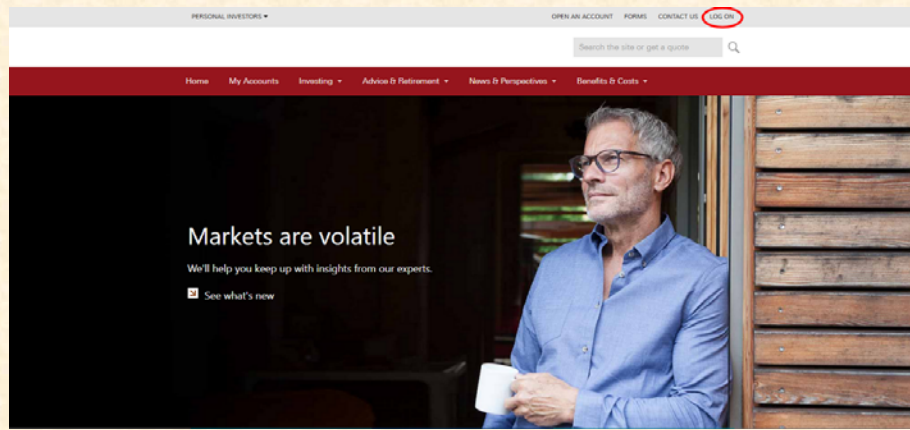 PERSONAL INVESTORS
OPEN AN ACCOUNT FORMS CONTACT US LOG ON
Search the site or get a quote
Home My Accounts Investing Advice & Retirement News & Perspectives Benefits & Costs
Markets are volatile
We'll help you keep up with insights from our experts.
See what's new